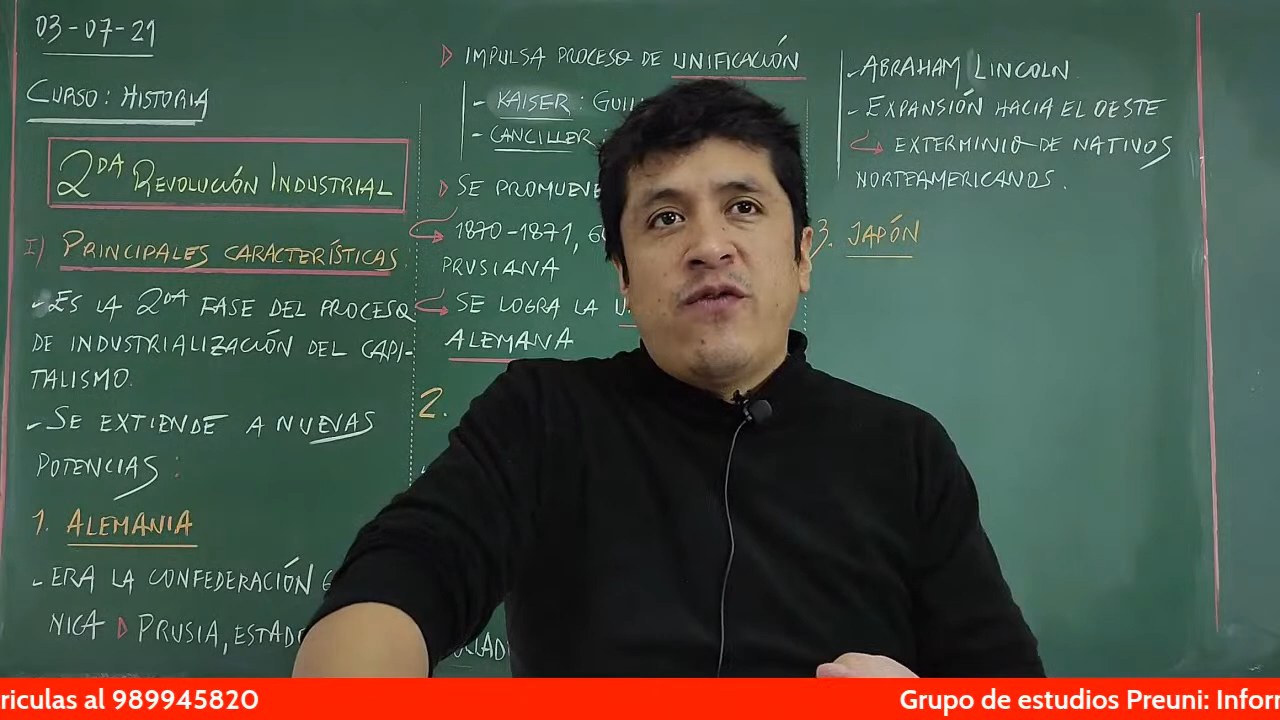 03-07-21
CURSO: HISTORIA
2DA REVOLUCIÓN INDUSTRIAL
I) PRINCIPALES CARACTERÍSTICAS
- ES LA 2DA FASE DEL PROCESO
DE INDUSTRIALIZACIÓN DEL CAPI-
TALISMO.
- SE EXTIENDE A NUEVAS
POTENCIAS:
1. ALEMANIA
- ERA LA CONFEDERACIÓN
NICA PRUSIA,
IMPULSA PROCESO DE UNIFICACIÓN
- KAISER:
- CANCILLER:
SE PROMUEVE
1870-1871,
PRUSIANA
SE LOGRA LA
ALEMANA
2.
- ABRAHAM LINCOLN
- EXPANSIÓN HACIA EL OESTE
EXTERMINIO DE NATIVOS
NORTEAMERICANOS.
3. JAPÓN
riculas al 989945820
Grupo de estudios Preuni: Infor